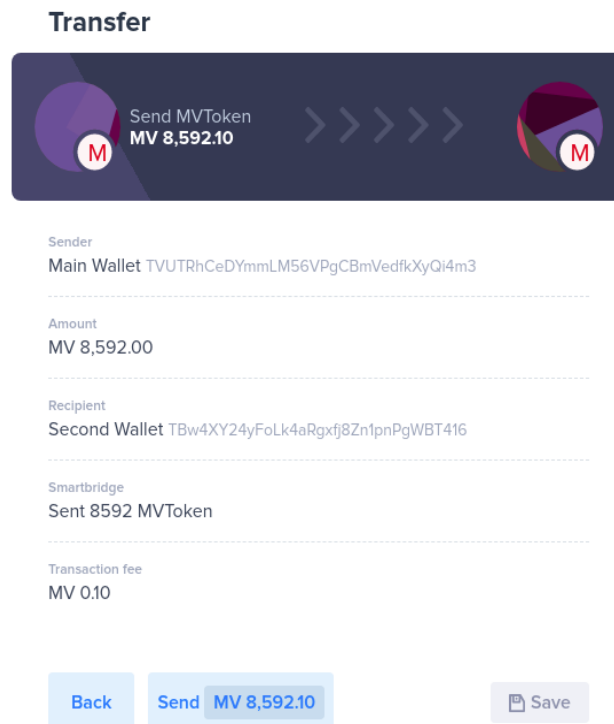 Transfer
Send MVToken
MV 8,592.10
M
M
Sender
Main Wallet TVUTRhCeDYmmLM56VPgCBmVedfkXyQi4m3
Amount
MV 8,592.00
Recipient
Second Wallet TBw4XY24yFoLk4aRgxfj8Zn1pnPgWBT416
Smartbridge
Sent 8592 MVToken
Transaction fee
MV 0.10
Back Send MV 8,592.10 Save